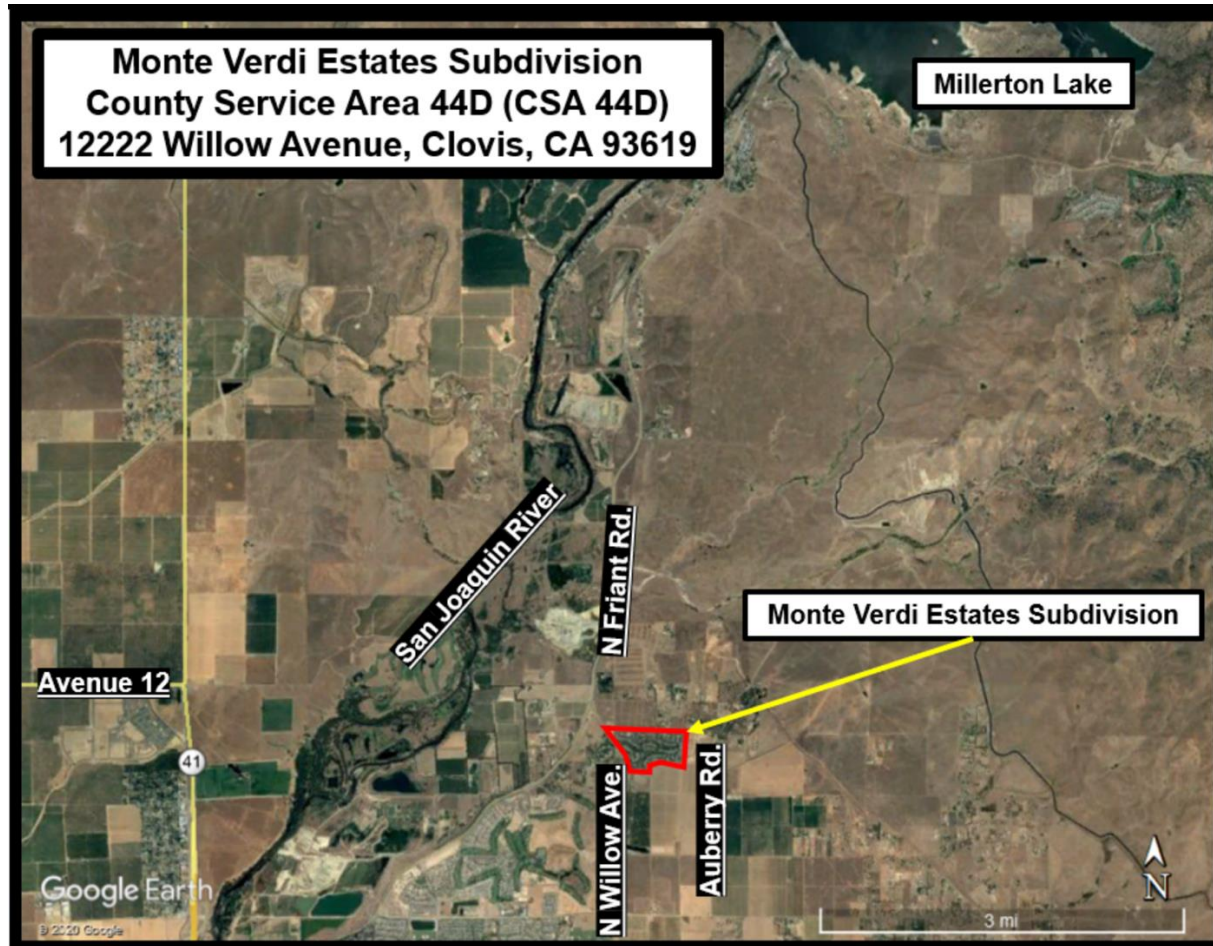 Monte Verdi Estates Subdivision
County Service Area 44D (CSA 44D)
12222 Willow Avenue, Clovis, CA 93619
Millerton Lake
San Joaquin River
N Friant Rd.
Monte Verdi Estates Subdivision
Avenue 12
41
N Willow Ave.
Auberry Rd.
N
Google Earth
3 mi
© 2020 Google